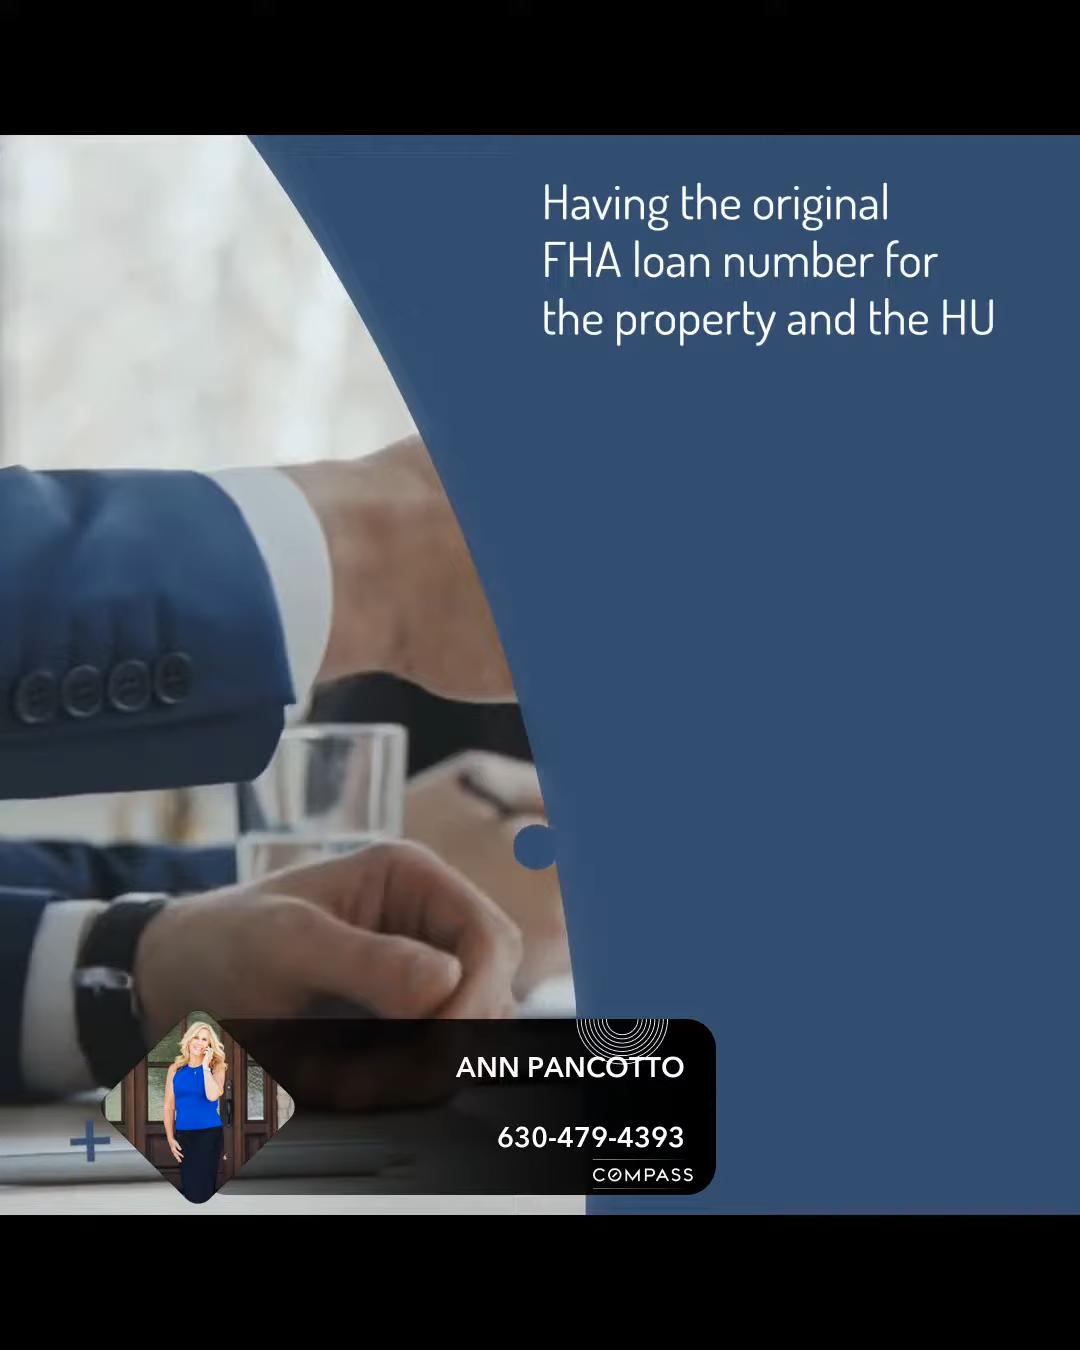 Having the original
FHA loan number for
the property and the HU
ANN PANCOTTO
630-479-4393
COMPASS